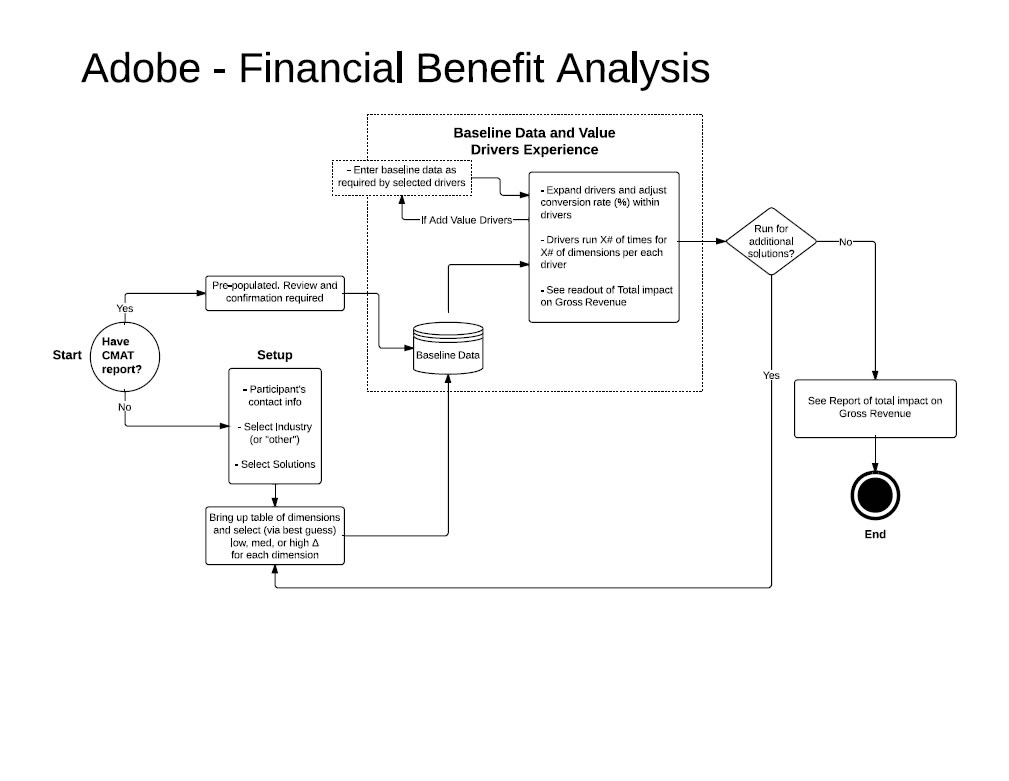 Adobe - Financial Benefit Analysis
Baseline Data and Value
Drivers Experience
- Enter baseline data as
required by selected drivers
If Add Value Drivers
- Expand drivers and adjust
conversion rate (%) within
drivers
- Drivers run X# of times for
X# of dimensions per each
driver
- See readout of Total impact
on Gross Revenue
Run for
additional
solutions?
No
Pre-populated. Review and
confirmation required
Yes
Start
Have
CMAT
report?
No
Setup
- Participant's
contact info
- Select Industry
(or "other")
- Select Solutions
Baseline Data
Yes
See Report of total impact on
Gross Revenue
End
Bring up table of dimensions
and select (via best guess)
low, med, or high Δ
for each dimension